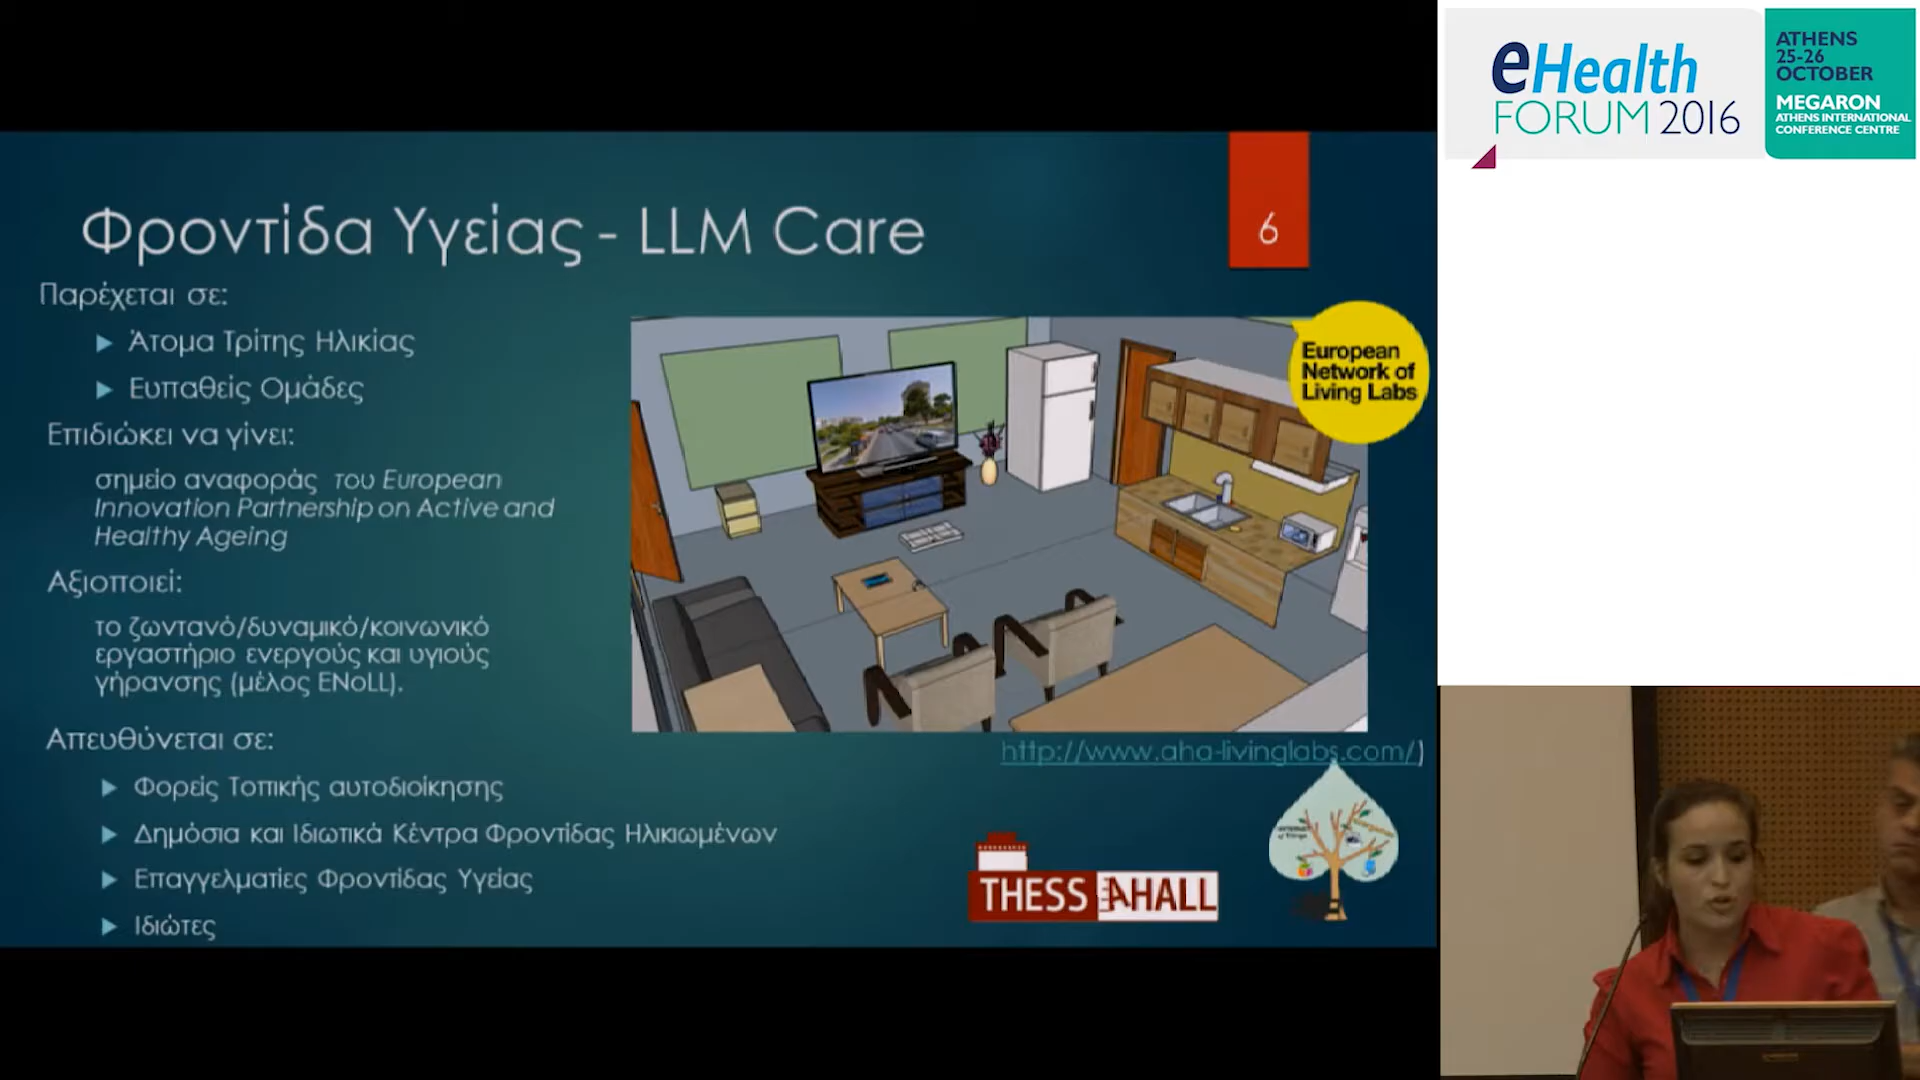 Φροντίδα Υγείας - LLM Care
6
Παρέχεται σε:
Άτομα Τρίτης Ηλικίας
Ευπαθείς Ομάδες
Επιδιώκει να γίνει:
σημείο αναφοράς του European
Innovation Partnership on Active and
Healthy Ageing
Αξιοποιεί:
το ζωντανό/δυναμικό/κοινωνικό
εργαστήριο ενεργούς και υγιούς
γήρανσης (μέλος ENoLL).
Απευθύνεται σε:
Φορείς Τοπικής αυτοδιοίκησης
Δημόσια και Ιδιωτικά Κέντρα Φροντίδας Ηλικιωμένων
Επαγγελματίες Φροντίδας Υγείας
Ιδιώτες
European
Network of
Living Labs
http://www.aha-livinglabs.com/)
THESS AHALL
eHealth
FORUM 2016
ATHENS
25-26
OCTOBER
MEGARON
ATHENS INTERNATIONAL
CONFERENCE CENTRE